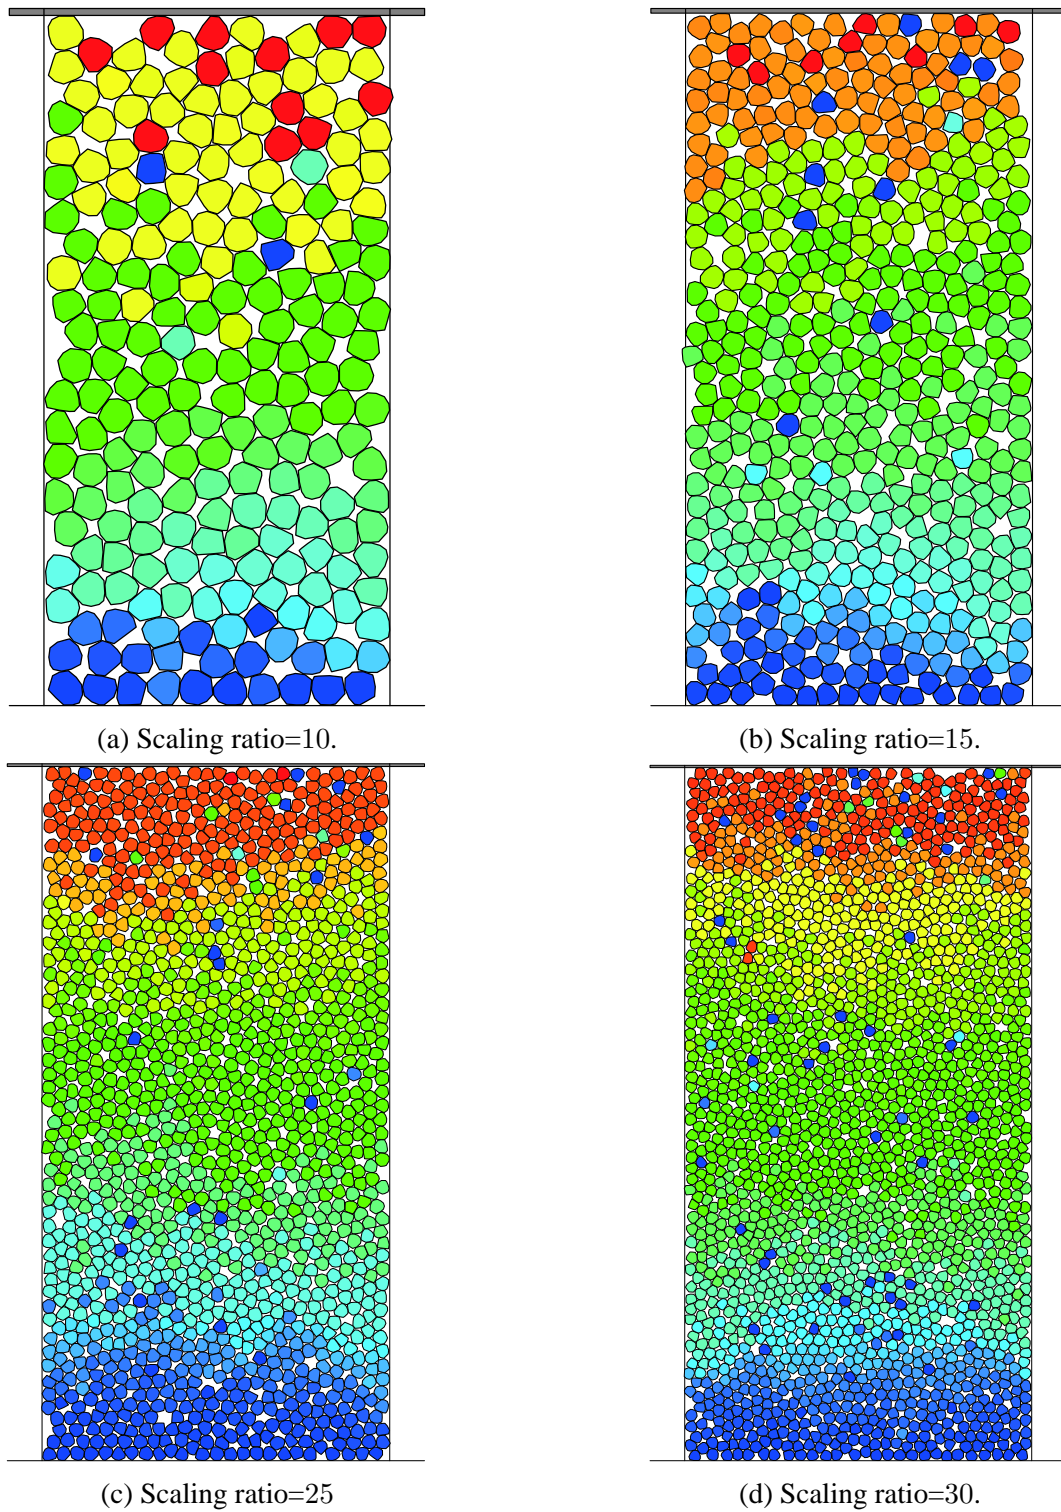 (a) Scaling ratio=10.
(b) Scaling ratio=15.
(c) Scaling ratio=25
(d) Scaling ratio=30.